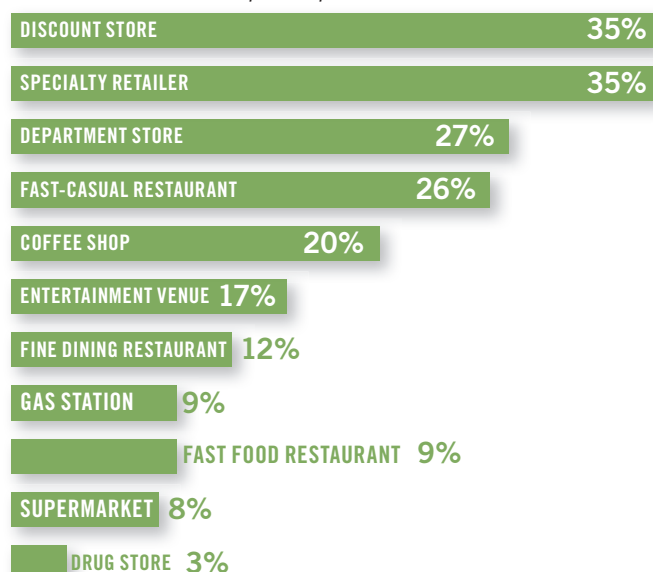 DISCOUNT STORE 35%
SPECIALTY RETAILER 35%
DEPARTMENT STORE 27%
FAST-CASUAL RESTAURANT 26%
COFFEE SHOP 20%
ENTERTAINMENT VENUE 17%
FINE DINING RESTAURANT 12%
GAS STATION 9%
FAST FOOD RESTAURANT 9%
SUPERMARKET 8%
DRUG STORE 3%